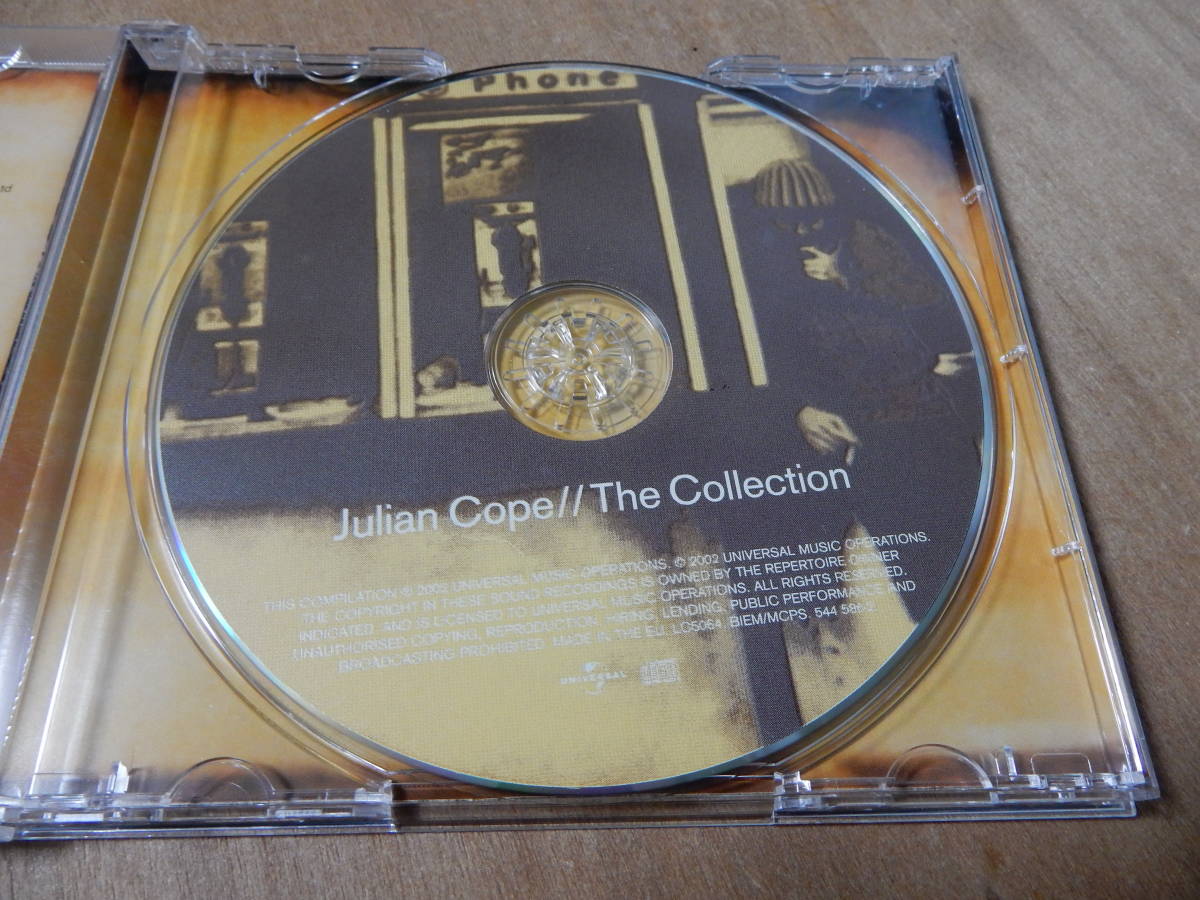 Phone
td
Julian Cope// The Collection
THIS COMPILATION ℗ 2002 UNIVERSAL MUSIC OPERATIONS. © 2002 UNIVERSAL MUSIC OPERATIONS.
THE COPYRIGHT IN THESE SOUND RECORDINGS IS OWNED BY THE REPERTOIRE OWNER
INDICATED, AND IS LICENSED TO UNIVERSAL MUSIC OPERATIONS. ALL RIGHTS RESERVED.
UNAUTHORISED COPYING, REPRODUCTION, HIRING, LENDING, PUBLIC PERFORMANCE AND
BROADCASTING PROHIBITED. MADE IN THE EU. LC5064. BIEM/MCPS. 544 586-2
UNIVERSAL